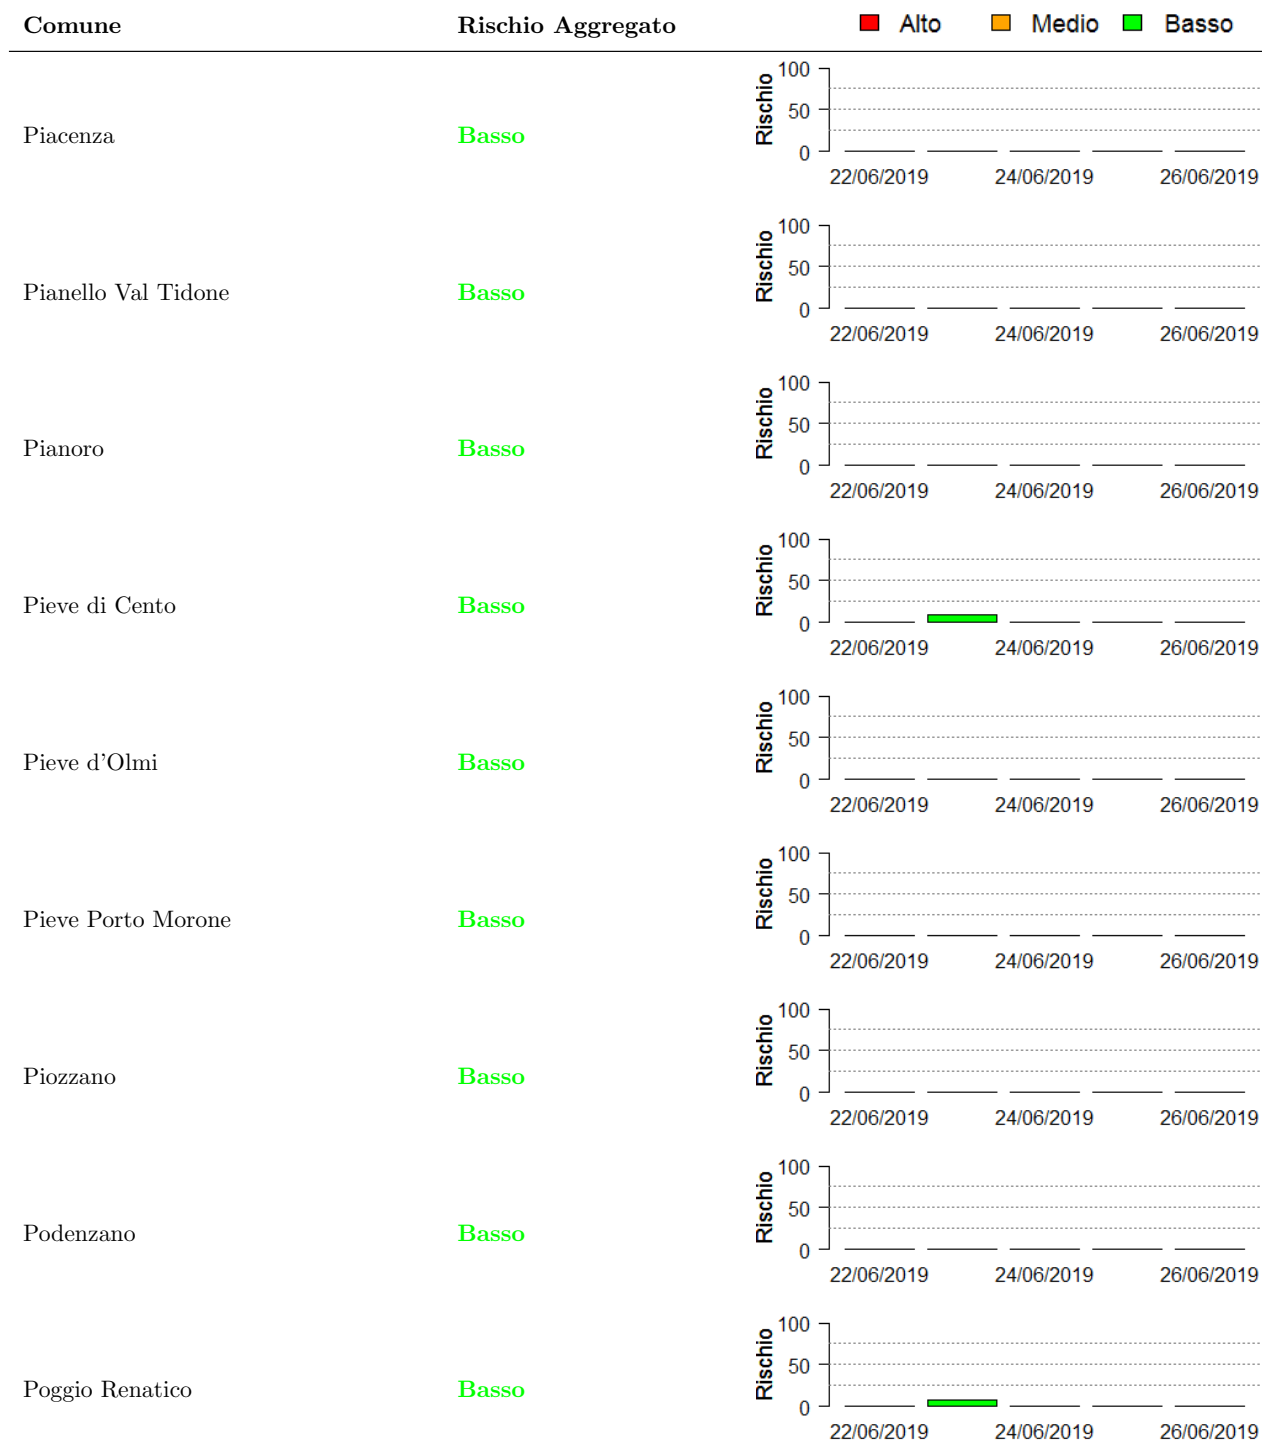 Comune Rischio Aggregato Alto Medio Basso
Piacenza Basso
Rischio
100
50
0
22/06/2019 24/06/2019 26/06/2019
Pianello Val Tidone Basso
Rischio
100
50
0
22/06/2019 24/06/2019 26/06/2019
Pianoro Basso
Rischio
100
50
0
22/06/2019 24/06/2019 26/06/2019
Pieve di Cento Basso
Rischio
100
50
0
22/06/2019 24/06/2019 26/06/2019
Pieve d'Olmi Basso
Rischio
100
50
0
22/06/2019 24/06/2019 26/06/2019
Pieve Porto Morone Basso
Rischio
100
50
0
22/06/2019 24/06/2019 26/06/2019
Piozzano Basso
Rischio
100
50
0
22/06/2019 24/06/2019 26/06/2019
Podenzano Basso
Rischio
100
50
0
22/06/2019 24/06/2019 26/06/2019
Poggio Renatico Basso
Rischio
100
50
0
22/06/2019 24/06/2019 26/06/2019